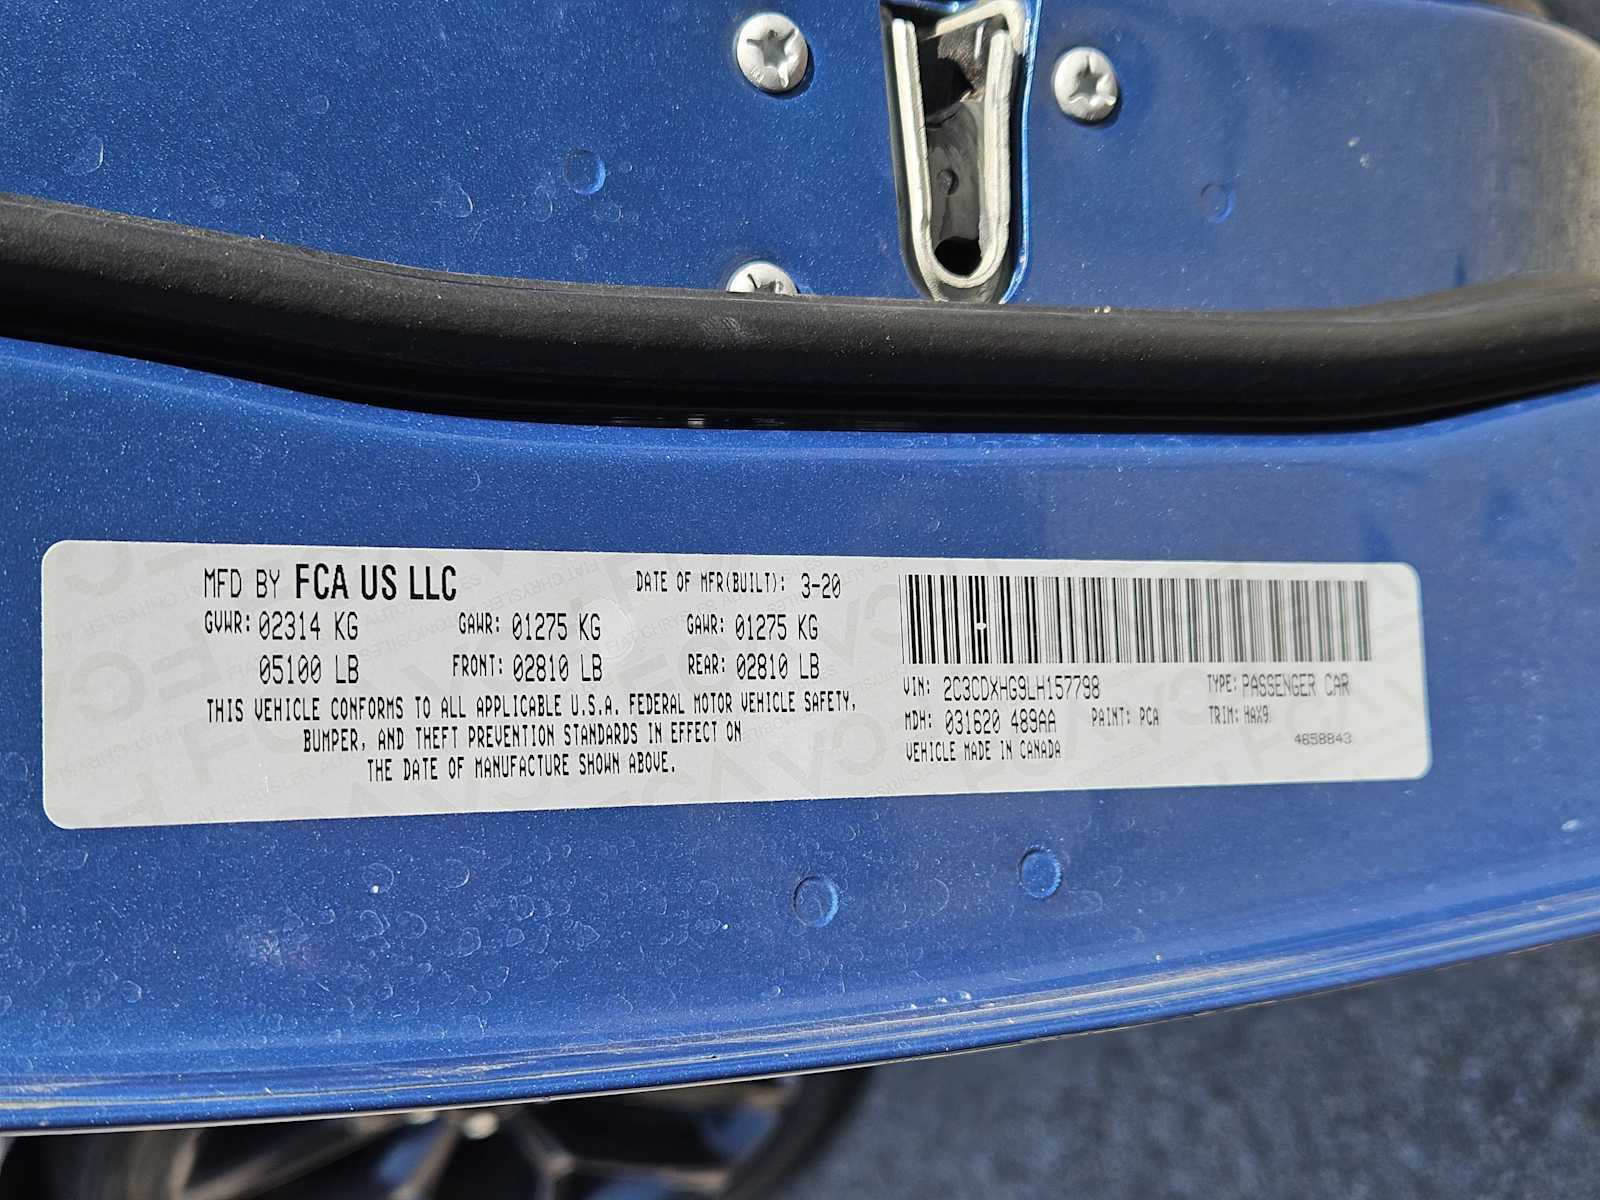 MFD BY FCA US LLC DATE OF MFR(BUILT): 3-20
GVWR: 02314 KG GAWR: 01275 KG GAWR: 01275 KG
05100 LB FRONT: 02810 LB REAR: 02810 LB
THIS VEHICLE CONFORMS TO ALL APPLICABLE U.S.A. FEDERAL MOTOR VEHICLE SAFETY,
BUMPER, AND THEFT PREVENTION STANDARDS IN EFFECT ON
THE DATE OF MANUFACTURE SHOWN ABOVE.
VIN: 2C3CDXHG9LH157798 TYPE: PASSENGER CAR
MDH: 031620 489AA PAINT: PCA TRIM: HAX9
VEHICLE MADE IN CANADA 4658843